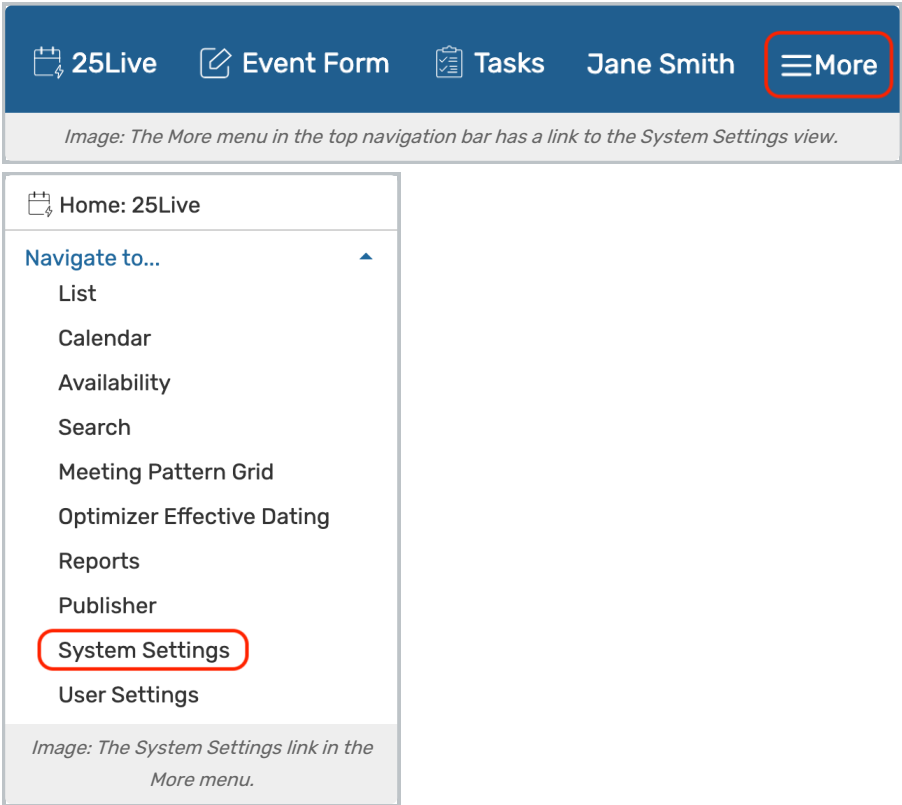 25Live Event Form Tasks Jane Smith More
Image: The More menu in the top navigation bar has a link to the System Settings view.
Home: 25Live
Navigate to...
List
Calendar
Availability
Search
Meeting Pattern Grid
Optimizer Effective Dating
Reports
Publisher
System Settings
User Settings
Image: The System Settings link in the
More menu.